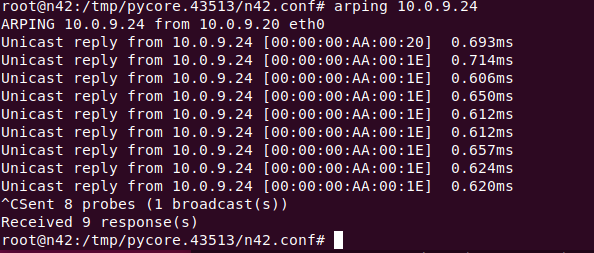 root@n42:/tmp/pycore.43513/n42.conf# arping 10.0.9.24
ARPING 10.0.9.24 from 10.0.9.20 eth0
Unicast reply from 10.0.9.24 [00:00:00:AA:00:20]  0.693ms
Unicast reply from 10.0.9.24 [00:00:00:AA:00:1E]  0.714ms
Unicast reply from 10.0.9.24 [00:00:00:AA:00:1E]  0.606ms
Unicast reply from 10.0.9.24 [00:00:00:AA:00:1E]  0.650ms
Unicast reply from 10.0.9.24 [00:00:00:AA:00:1E]  0.612ms
Unicast reply from 10.0.9.24 [00:00:00:AA:00:1E]  0.612ms
Unicast reply from 10.0.9.24 [00:00:00:AA:00:1E]  0.657ms
Unicast reply from 10.0.9.24 [00:00:00:AA:00:1E]  0.624ms
Unicast reply from 10.0.9.24 [00:00:00:AA:00:1E]  0.620ms
^CSent 8 probes (1 broadcast(s))
Received 9 response(s)
root@n42:/tmp/pycore.43513/n42.conf#